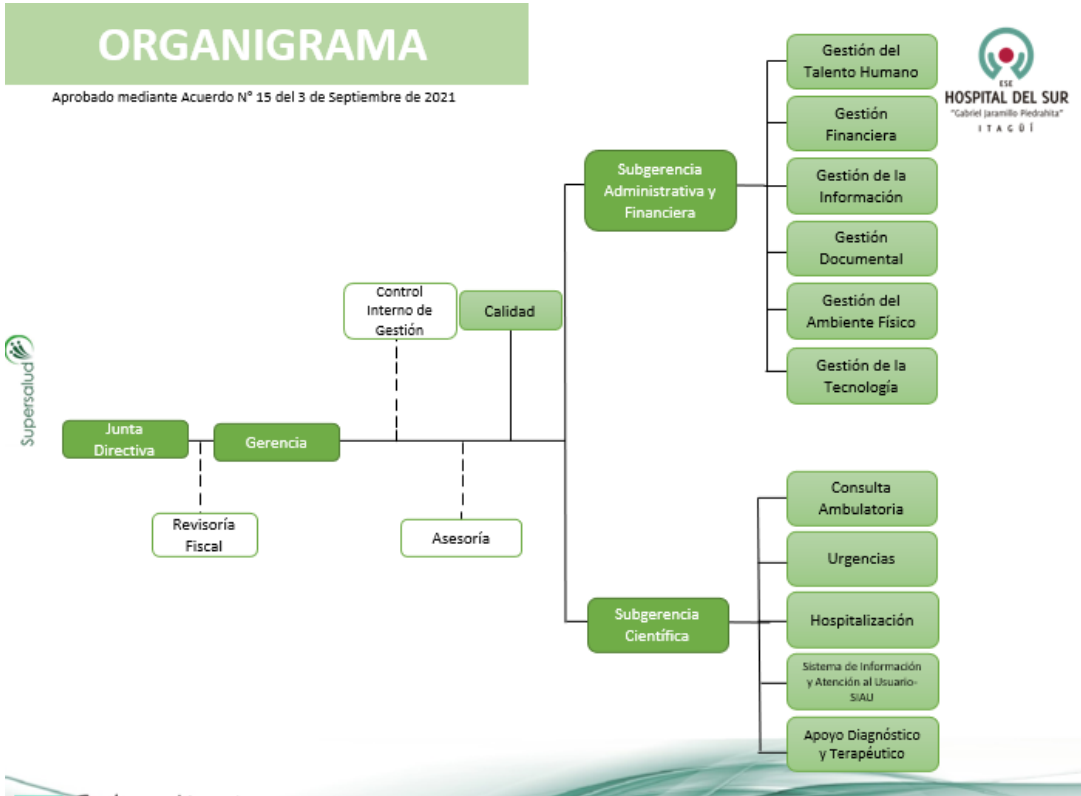 ORGANIGRAMA
Aprobado mediante Acuerdo N° 15 del 3 de Septiembre de 2021
ESE
HOSPITAL DEL SUR
"Gabriel Jaramillo Piedrahita"
ITAGÜÍ
Supersalud
Junta
Directiva
Gerencia
Revisoría
Fiscal
Control
Interno de
Gestión
Calidad
Asesoría
Subgerencia
Administrativa y
Financiera
Gestión del
Talento Humano
Gestión
Financiera
Gestión de la
Información
Gestión
Documental
Gestión del
Ambiente Físico
Gestión de la
Tecnología
Subgerencia
Científica
Consulta
Ambulatoria
Urgencias
Hospitalización
Sistema de Información
y Atención al Usuario-
SIAU
Apoyo Diagnóstico
y Terapéutico